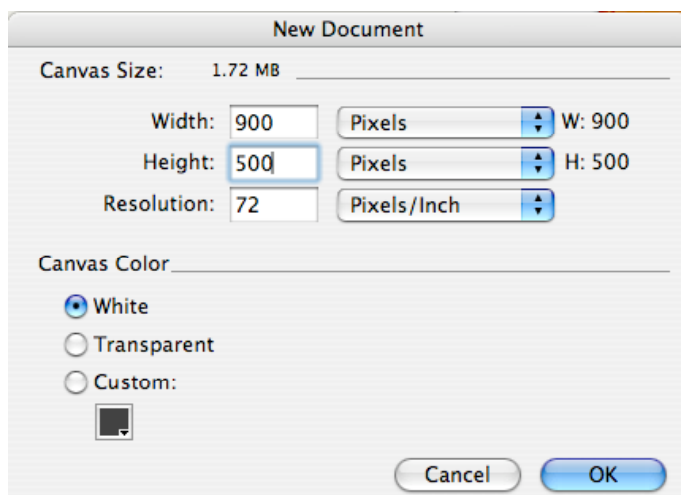 New Document
Canvas Size: 1.72 MB
Width: 900 Pixels W: 900
Height: 500 Pixels H: 500
Resolution: 72 Pixels/Inch
Canvas Color
White
Transparent
Custom:
Cancel OK